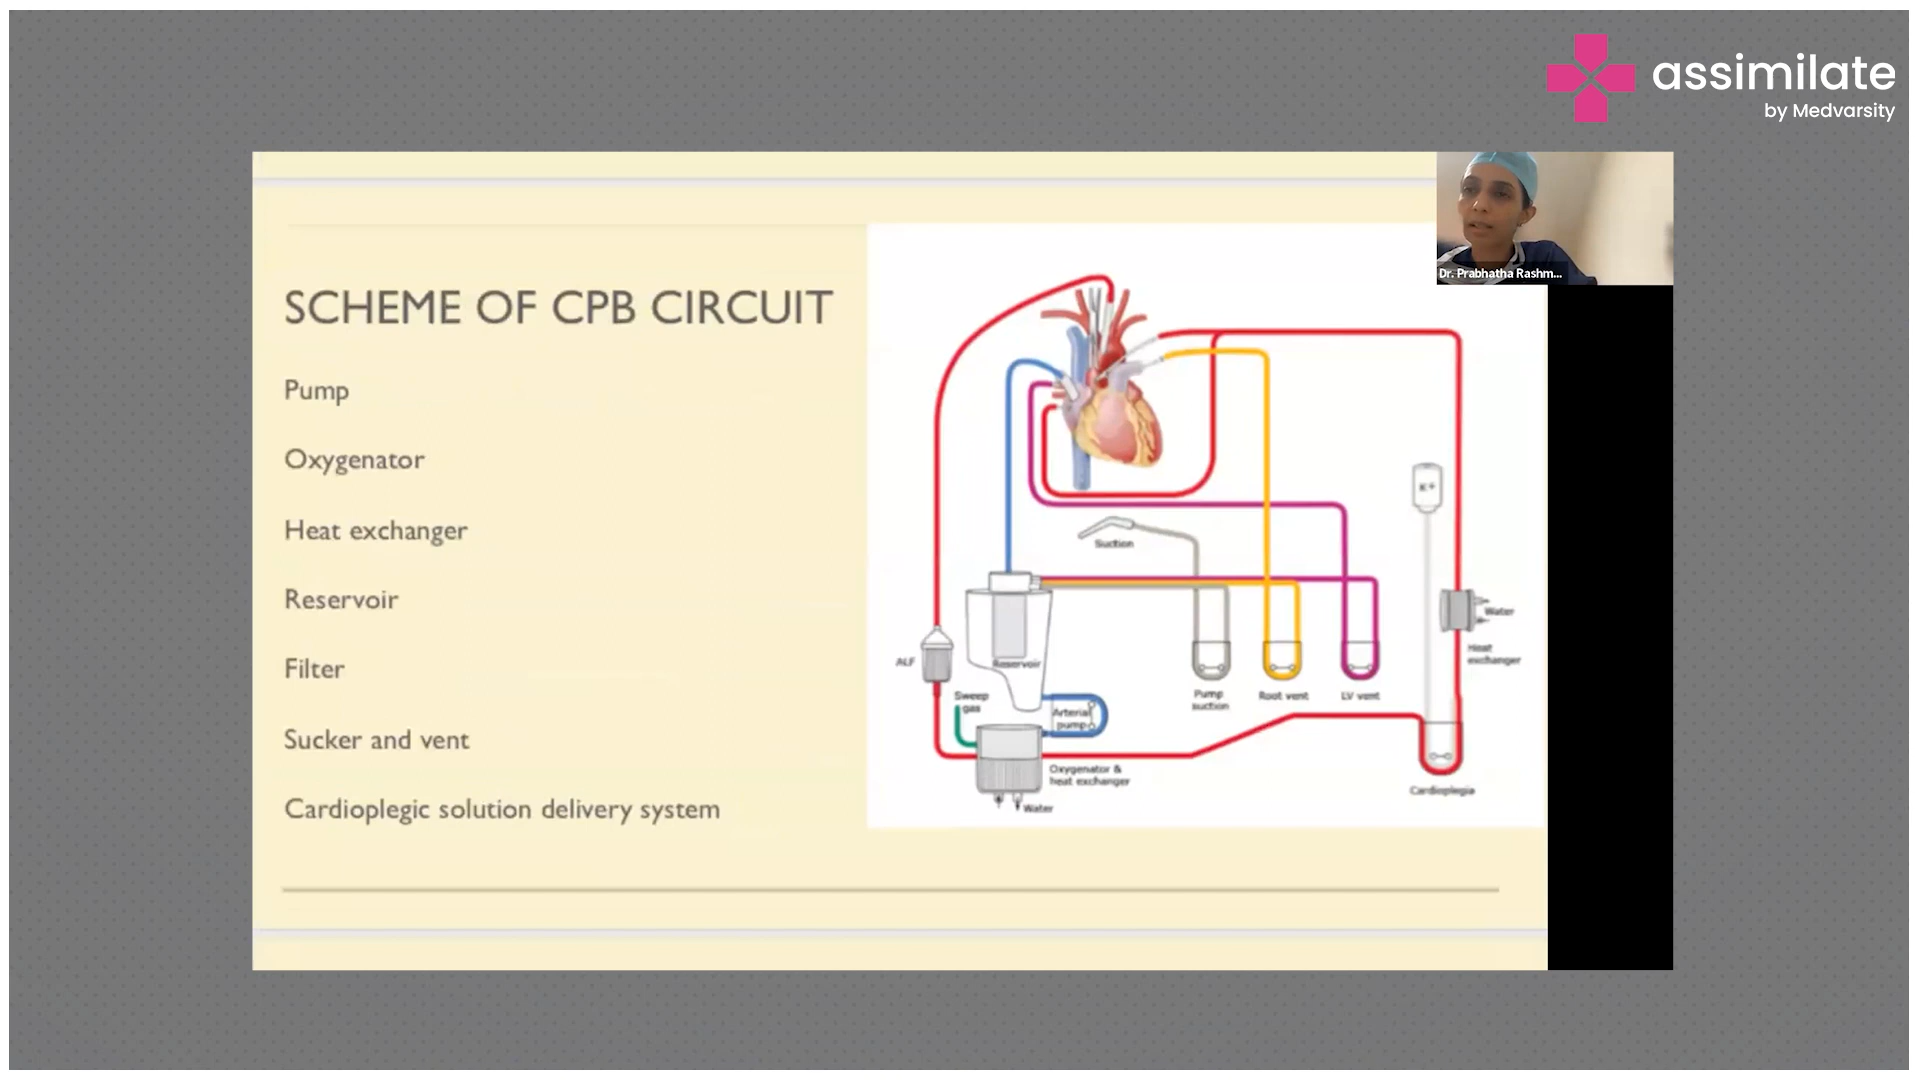 assimilate
by Medvarsity
Dr. Prabhatha Rashm...
SCHEME OF CPB CIRCUIT
Pump
Oxygenator
Heat exchanger
Reservoir
Filter
Sucker and vent
Cardioplegic solution delivery system
K+
Suction
Water
Heat
exchanger
ALF
Reservoir
Sweep
gas
Arterial
pump
Pump
suction
Root vent
LV vent
Oxygenator &
heat exchanger
Water
Cardioplegia